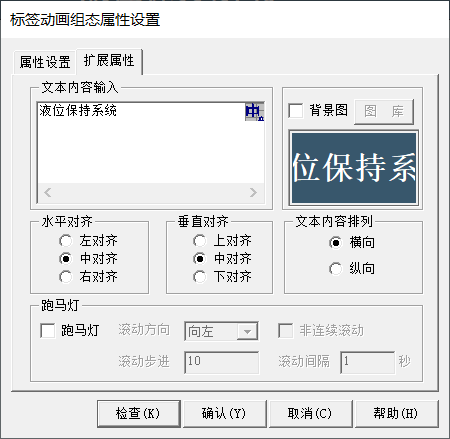 标签动画组态属性设置
属性设置 扩展属性
文本内容输入
液位保持系统
中
背景图 图 库
位保持系
水平对齐 垂直对齐 文本内容排列
左对齐 上对齐 横向
中对齐 中对齐
右对齐 下对齐 纵向
跑马灯
跑马灯 滚动方向 向左 非连续滚动
滚动步进 10 滚动间隔 1 秒
检查(K) 确认(Y) 取消(C) 帮助(H)